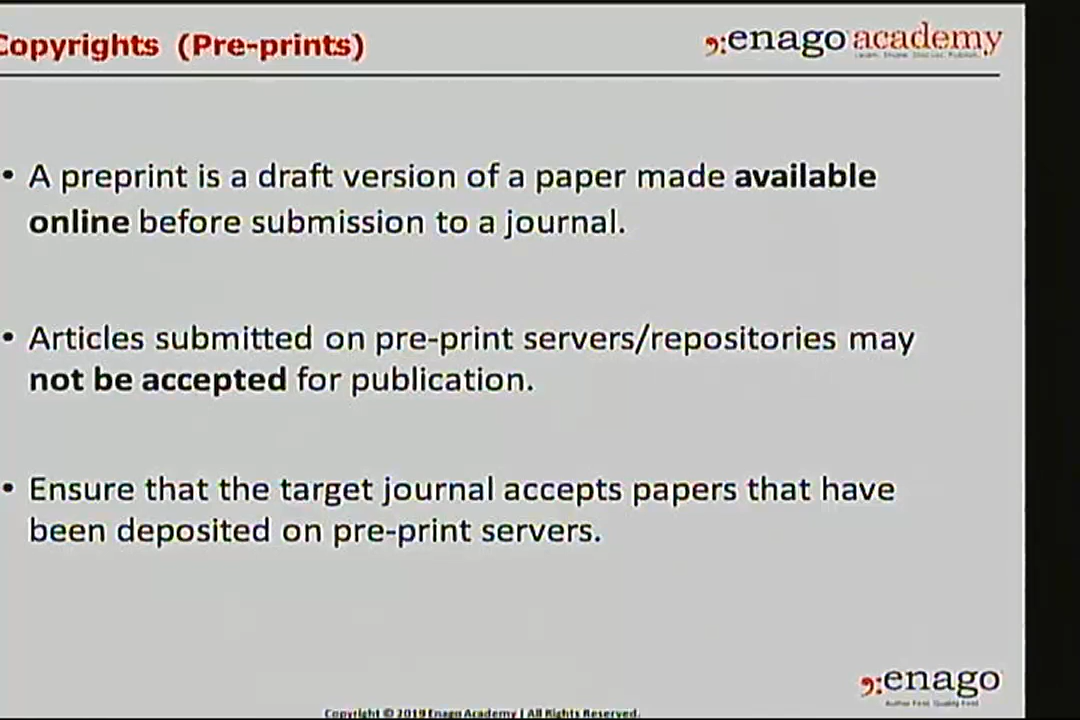 Copyrights (Pre-prints)
enago academy
• A preprint is a draft version of a paper made available
online before submission to a journal.
• Articles submitted on pre-print servers/repositories may
not be accepted for publication.
• Ensure that the target journal accepts papers that have
been deposited on pre-print servers.
enago
Copyright © 2019 Enago Academy | All Rights Reserved.